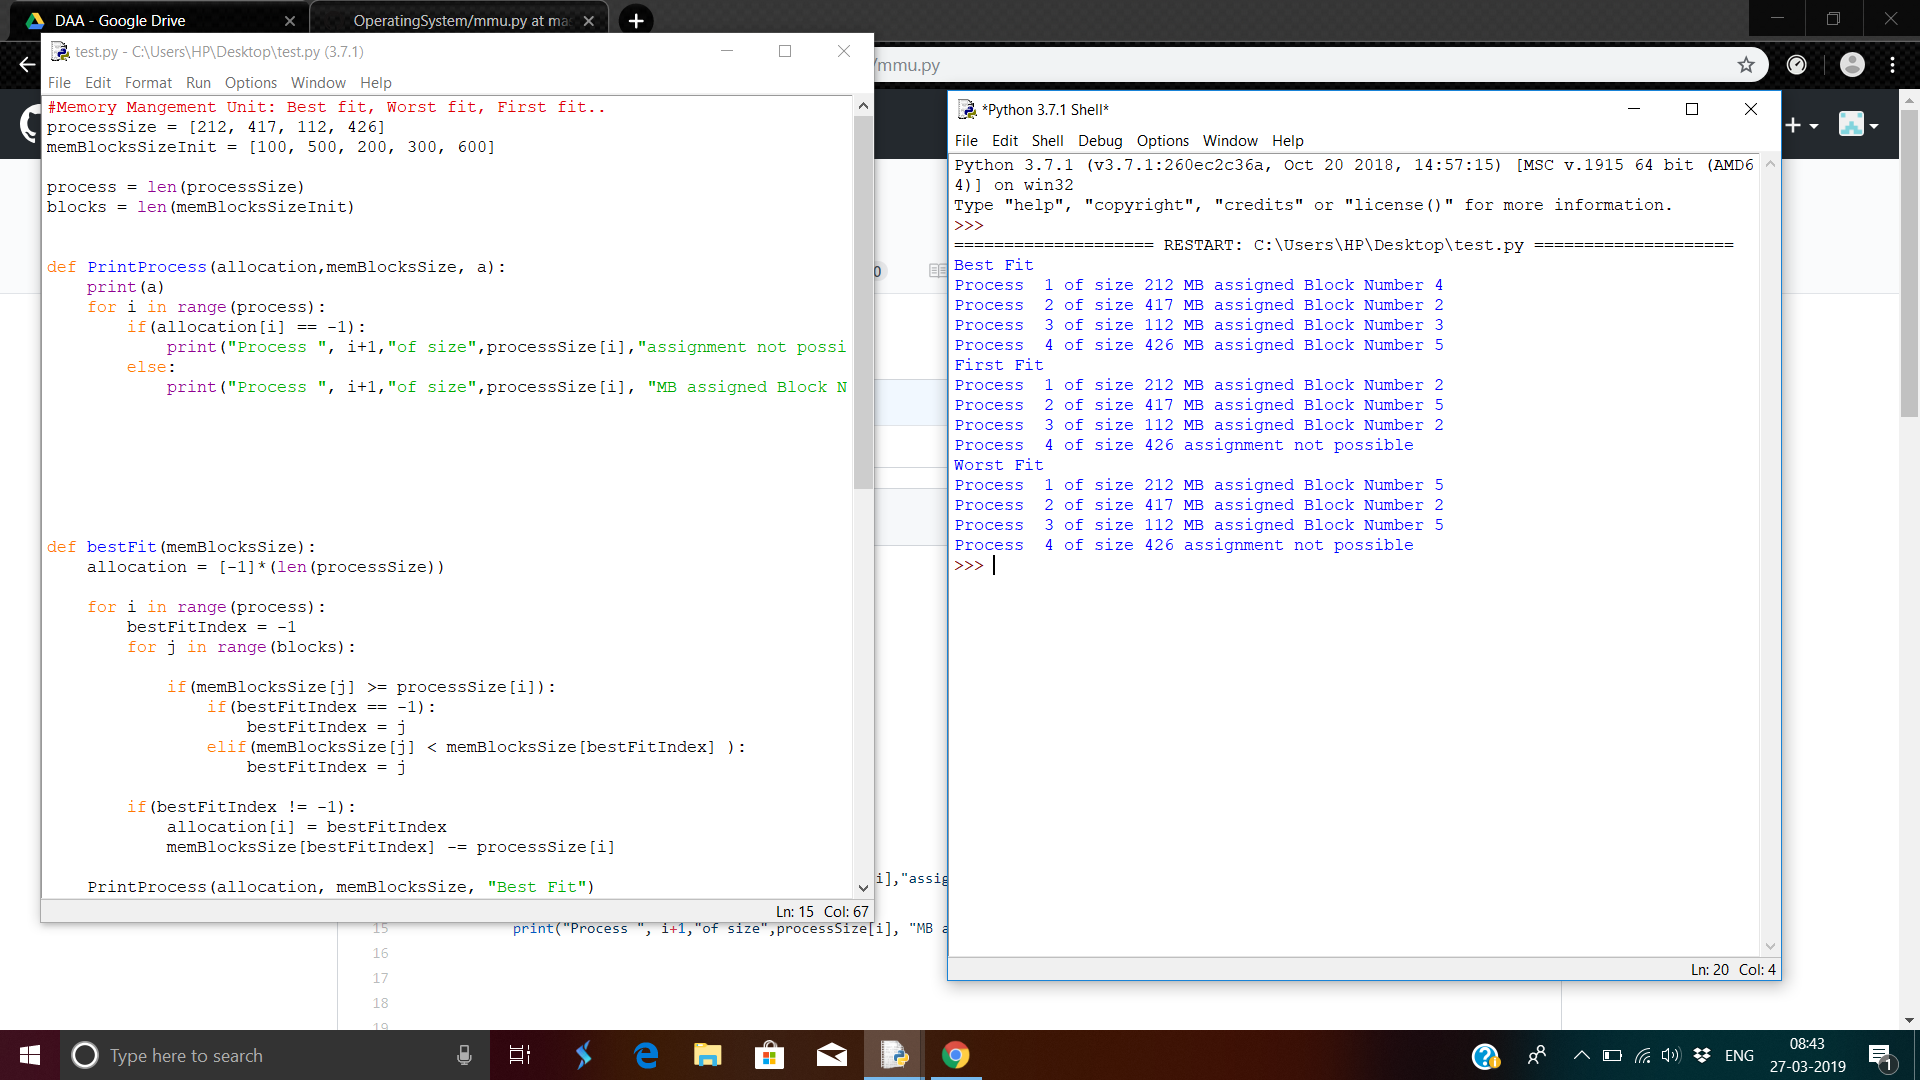 DAA - Google Drive
OperatingSystem/mmu.py at ma
test.py - C:\Users\HP\Desktop\test.py (3.7.1)
/mmu.py
File Edit Format Run Options Window Help
#Memory Mangement Unit: Best fit, Worst fit, First fit..
processSize = [212, 417, 112, 426]
memBlocksSizeInit = [100, 500, 200, 300, 600]
process = len(processSize)
blocks = len(memBlocksSizeInit)
def PrintProcess(allocation,memBlocksSize, a):
print(a)
for i in range(process):
if(allocation[i] == -1):
print("Process ", i+1,"of size",processSize[i],"assignment not possi
else:
print("Process ", i+1,"of size",processSize[i], "MB assigned Block N
def bestFit(memBlocksSize):
allocation = [-1]*(len(processSize))
for i in range(process):
bestFitIndex = -1
for j in range(blocks):
if(memBlocksSize[j] >= processSize[i]):
if(bestFitIndex == -1):
bestFitIndex = j
elif(memBlocksSize[j] < memBlocksSize[bestFitIndex] ):
bestFitIndex = j
if(bestFitIndex != -1):
allocation[i] = bestFitIndex
memBlocksSize[bestFitIndex] -= processSize[i]
PrintProcess(allocation, memBlocksSize, "Best Fit")
Ln: 15 Col: 67
*Python 3.7.1 Shell*
File Edit Shell Debug Options Window Help
Python 3.7.1 (v3.7.1:260ec2c36a, Oct 20 2018, 14:57:15) [MSC v.1915 64 bit (AMD6
4)] on win32
Type "help", "copyright", "credits" or "license()" for more information.
>>>
==================== RESTART: C:\Users\HP\Desktop\test.py ====================
Best Fit
Process  1 of size 212 MB assigned Block Number 4
Process  2 of size 417 MB assigned Block Number 2
Process  3 of size 112 MB assigned Block Number 3
Process  4 of size 426 MB assigned Block Number 5
First Fit
Process  1 of size 212 MB assigned Block Number 2
Process  2 of size 417 MB assigned Block Number 5
Process  3 of size 112 MB assigned Block Number 2
Process  4 of size 426 assignment not possible
Worst Fit
Process  1 of size 212 MB assigned Block Number 5
Process  2 of size 417 MB assigned Block Number 2
Process  3 of size 112 MB assigned Block Number 5
Process  4 of size 426 assignment not possible
>>>
Ln: 20 Col: 4
0
i],"assig
15 print("Process ", i+1,"of size",processSize[i], "MB a
16
17
18
19
Type here to search
ENG
08:43
27-03-2019
1